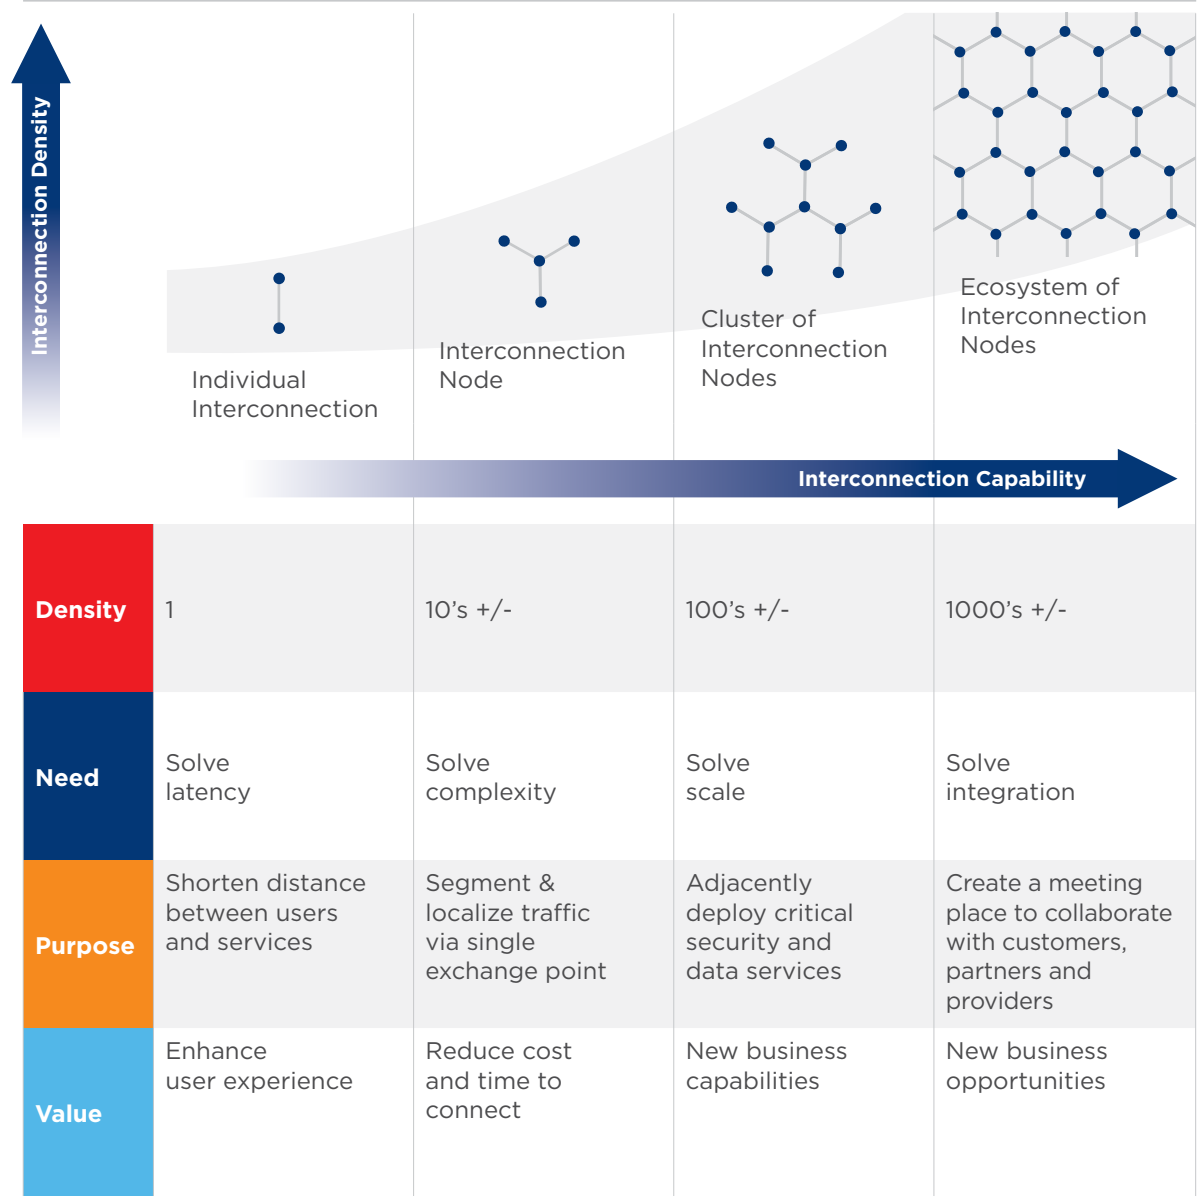 Interconnection Density
Individual
Interconnection
Interconnection
Node
Cluster of
Interconnection
Nodes
Ecosystem of
Interconnection
Nodes
Interconnection Capability
Density
1
10’s +/-
100’s +/-
1000’s +/-
Need
Solve
latency
Solve
complexity
Solve
scale
Solve
integration
Purpose
Shorten distance
between users
and services
Segment &
localize traffic
via single
exchange point
Adjacently
deploy critical
security and
data services
Create a meeting
place to collaborate
with customers,
partners and
providers
Value
Enhance
user experience
Reduce cost
and time to
connect
New business
capabilities
New business
opportunities